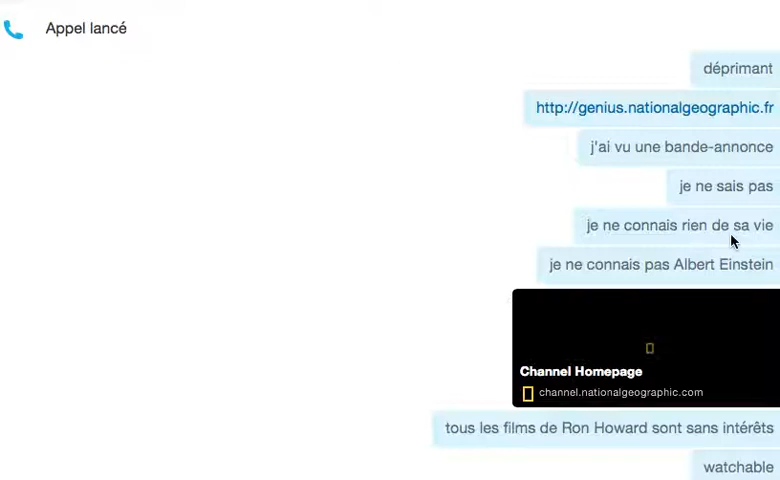 Appel lancé
déprimant
http://genius.nationalgeographic.fr
j'ai vu une bande-annonce
je ne sais pas
je ne connais rien de sa vie
je ne connais pas Albert Einstein
Channel Homepage
channel.nationalgeographic.com
tous les films de Ron Howard sont sans intérêts
watchable